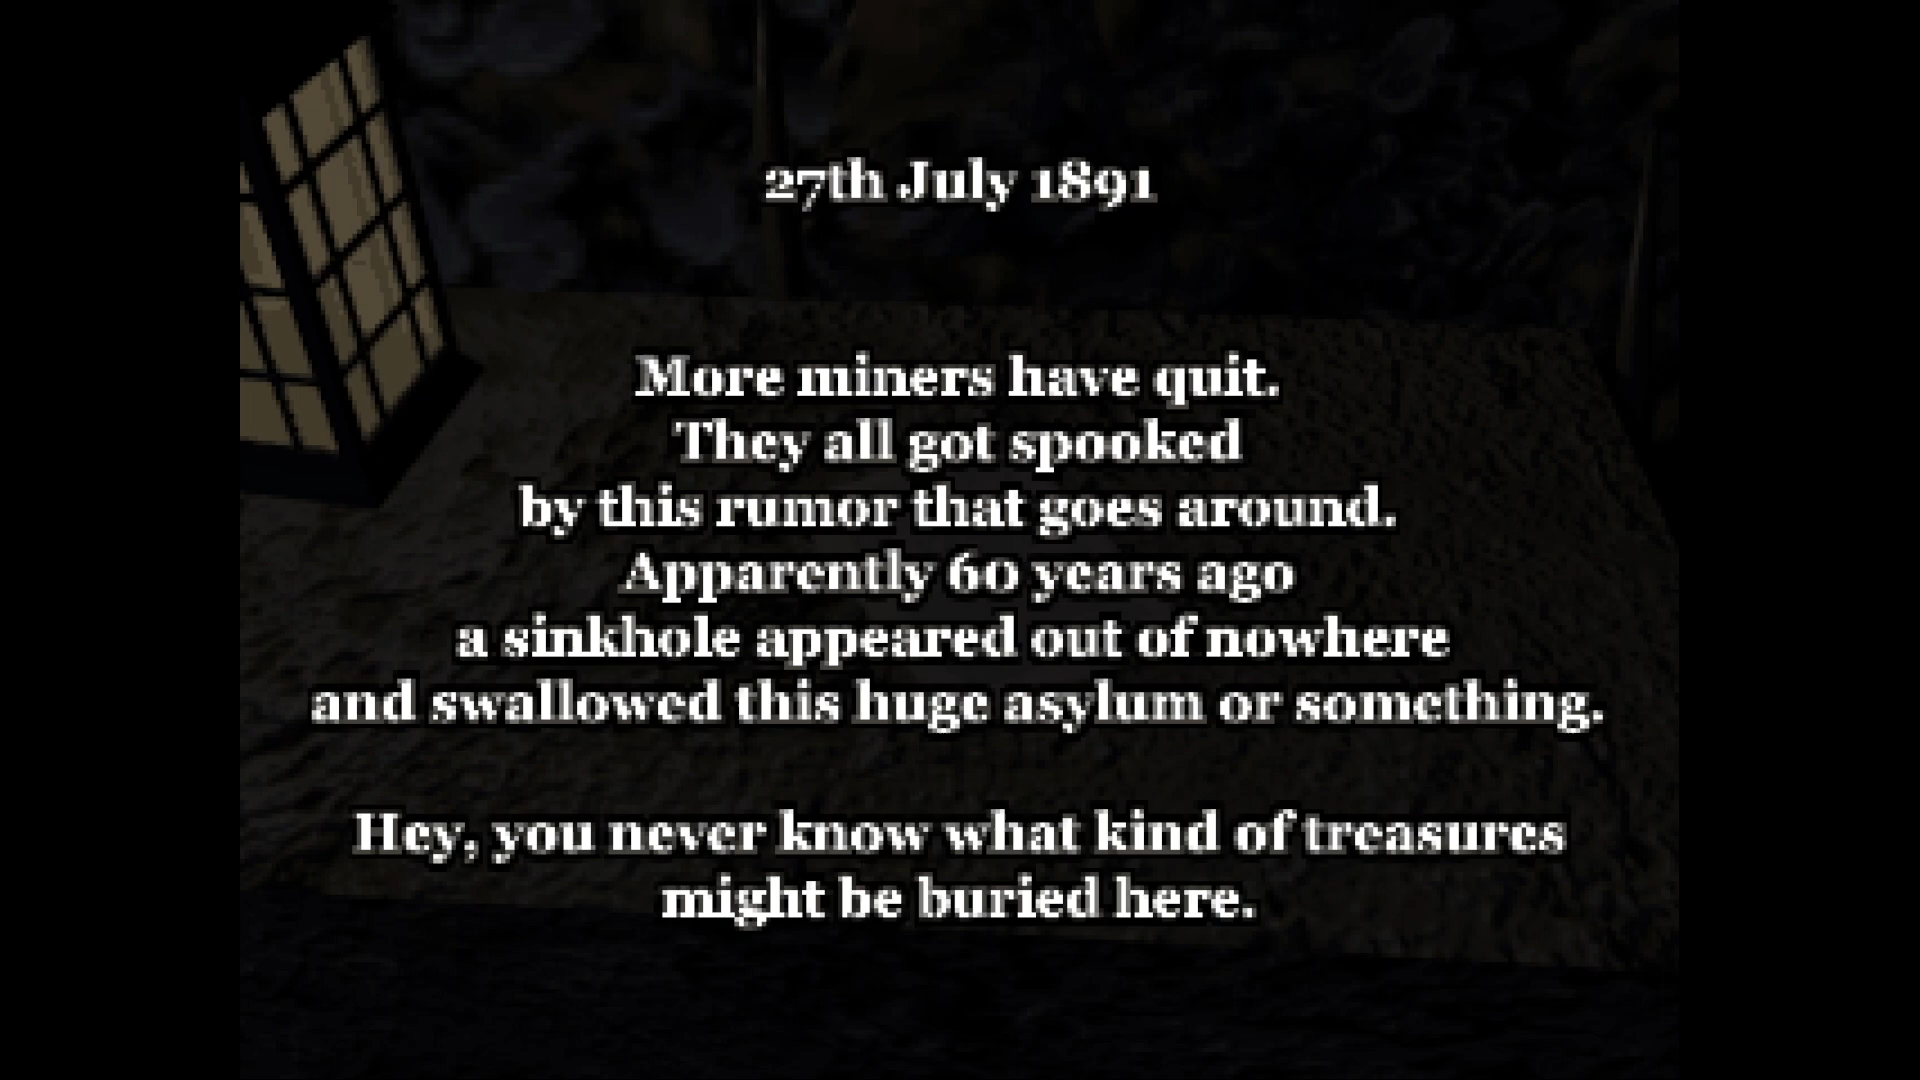 27th July 1891
More miners have quit.
They all got spooked
by this rumor that goes around.
Apparently 60 years ago
a sinkhole appeared out of nowhere
and swallowed this huge asylum or something.
Hey, you never know what kind of treasures
might be buried here.